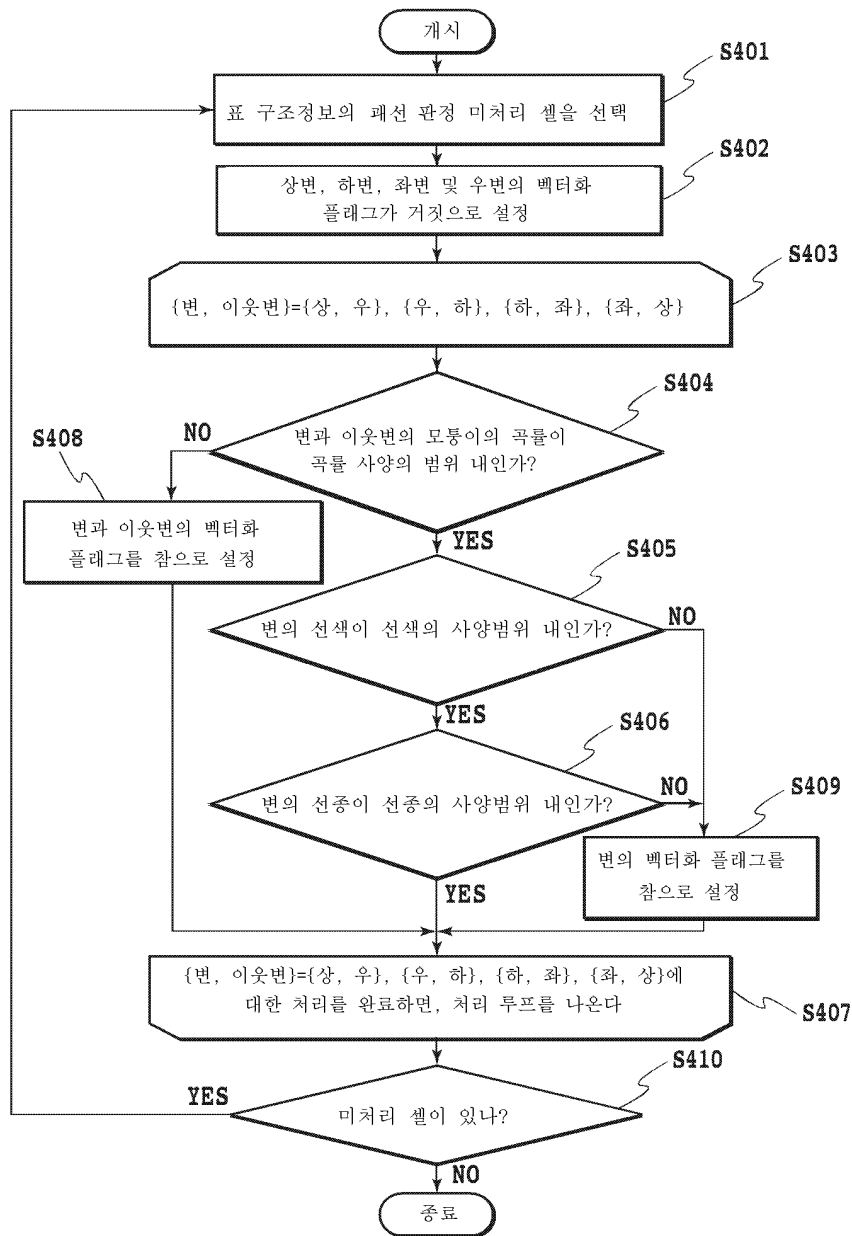 개시
S401
표 구조정보의 괘선 판정 미처리 셀을 선택
S402
상변, 하변, 좌변 및 우변의 벡터화
플래그가 거짓으로 설정
S403
{변, 이웃변}={상, 우}, {우, 하}, {하, 좌}, {좌, 상}
S404
변과 이웃변의 모퉁이의 곡률이
곡률 사양의 범위 내인가?
NO
S408
변과 이웃변의 벡터화
플래그를 참으로 설정
YES
S405
변의 선색이 선색의 사양범위 내인가?
NO
YES
S406
변의 선종이 선종의 사양범위 내인가?
NO
S409
변의 벡터화 플래그를
참으로 설정
YES
{변, 이웃변}={상, 우}, {우, 하}, {하, 좌}, {좌, 상}에
대한 처리를 완료하면, 처리 루프를 나온다
S407
S410
YES
미처리 셀이 있나?
NO
종료